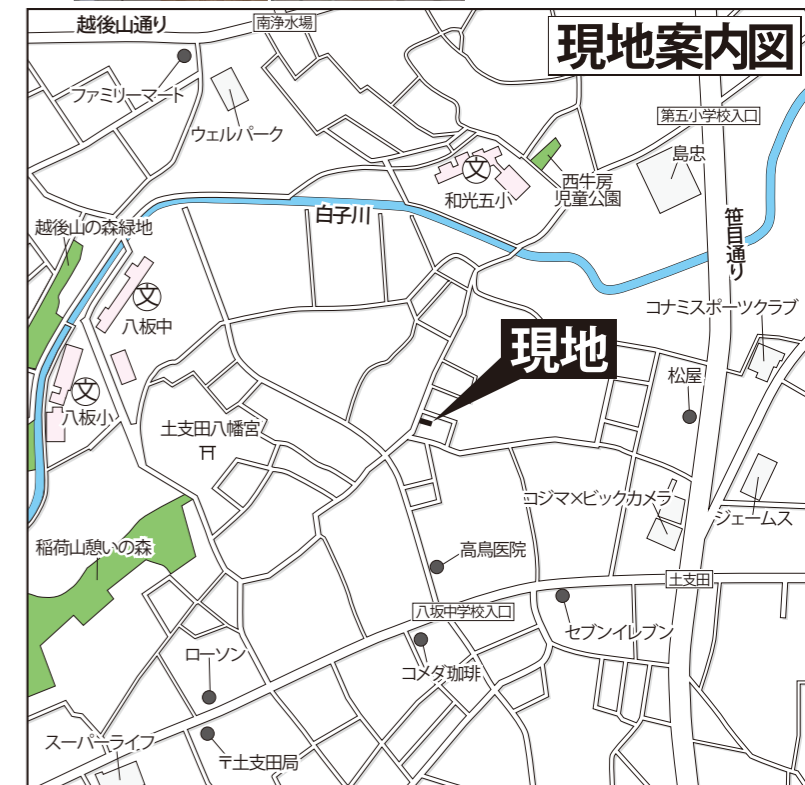 越後山通り
南浄水場
現地案内図
ファミリーマート
ウェルパーク
第五小学校入口
島忠
文
和光五小
西牛房
児童公園
白子川
笹目通り
越後山の森緑地
文
八板中
コナミスポーツクラブ
現地
松屋
文
八板小
土支田八幡宮
コジマ×ビックカメラ
ジェームス
稲荷山憩いの森
高鳥医院
土支田
八坂中学校入口
セブンイレブン
ローソン
コメダ珈琲
スーパーライフ
〒土支田局